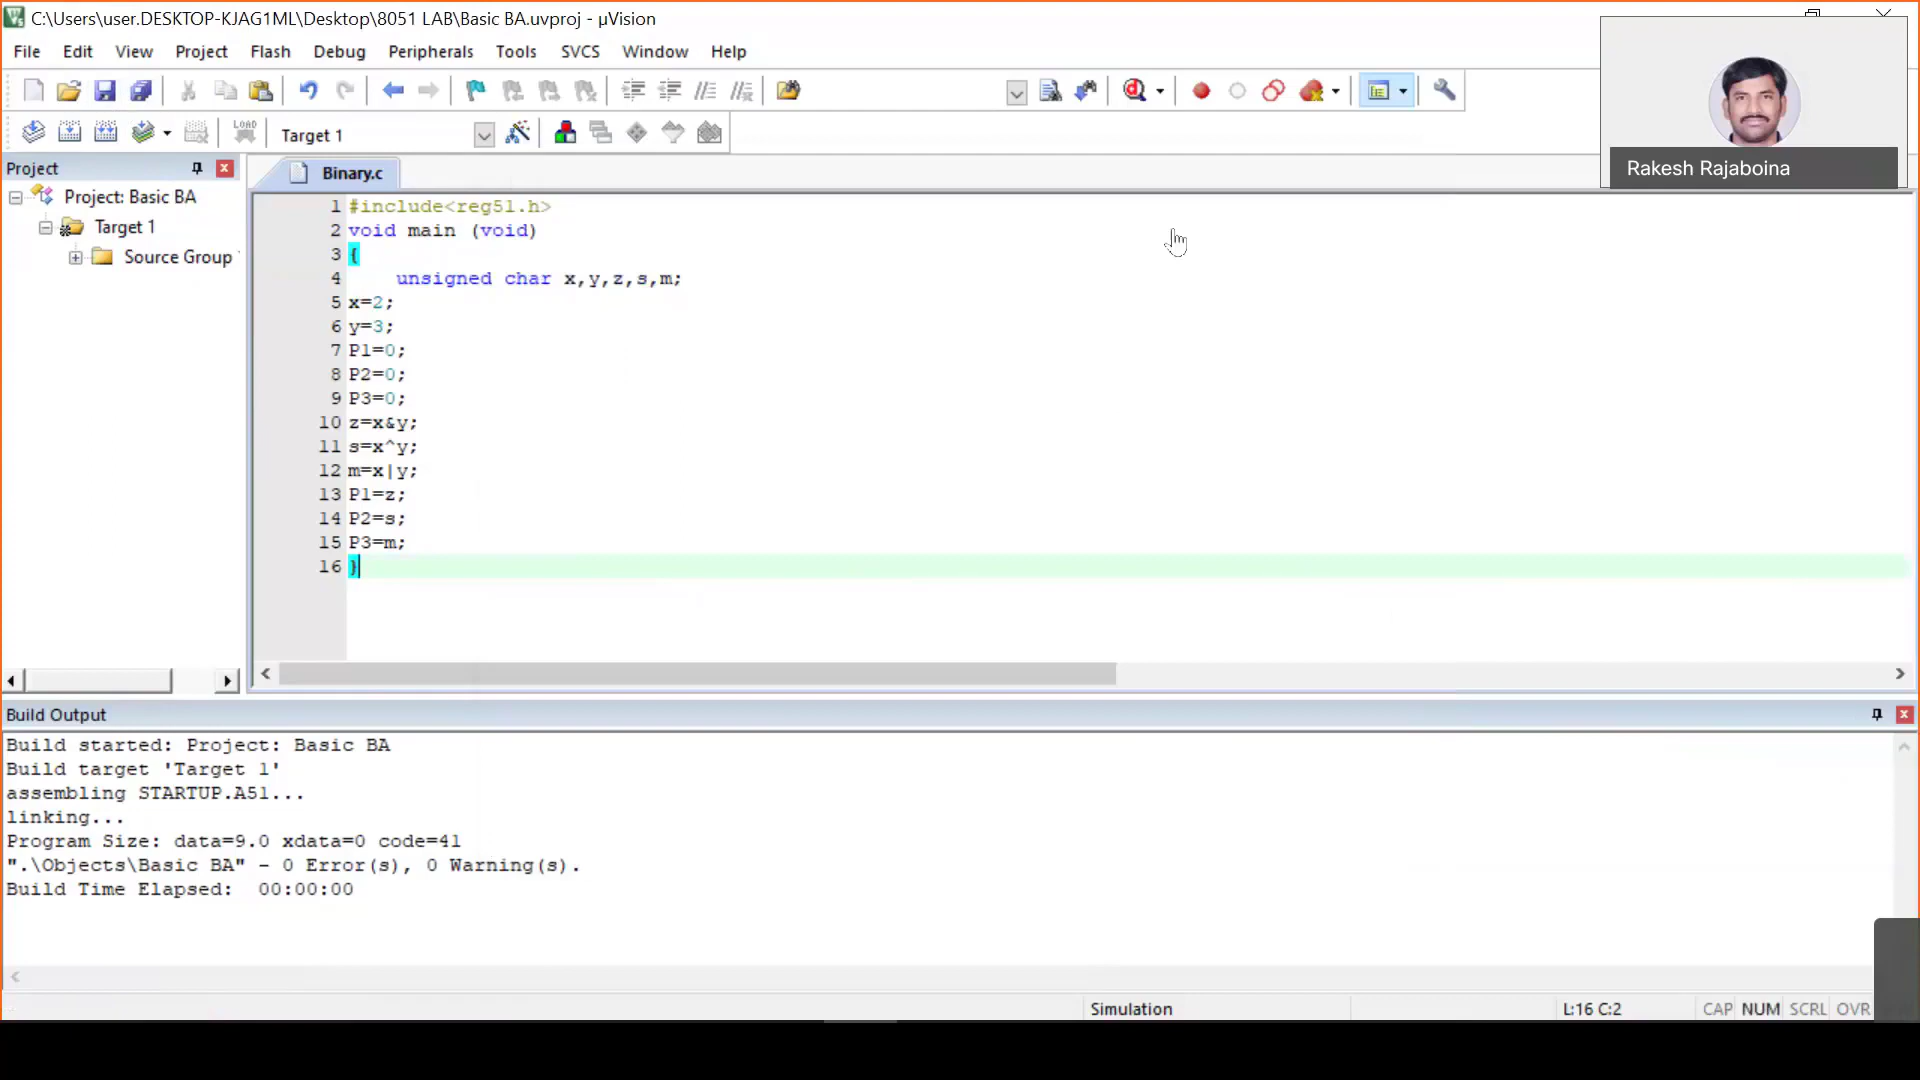 C:\Users\user.DESKTOP-KJAG1ML\Desktop\8051 LAB\Basic BA.uvproj - µVision
File Edit View Project Flash Debug Peripherals Tools SVCS Window Help
LOAD
Target 1
Rakesh Rajaboina
Project
Project: Basic BA
Target 1
Source Group
Binary.c
1 #include<reg51.h>
2 void main (void)
3 {
4     unsigned char x,y,z,s,m;
5 x=2;
6 y=3;
7 P1=0;
8 P2=0;
9 P3=0;
10 z=x&y;
11 s=x^y;
12 m=x|y;
13 P1=z;
14 P2=s;
15 P3=m;
16 }
Build Output
Build started: Project: Basic BA
Build target 'Target 1'
assembling STARTUP.A51...
linking...
Program Size: data=9.0 xdata=0 code=41
".\Objects\Basic BA" - 0 Error(s), 0 Warning(s).
Build Time Elapsed:  00:00:00
Simulation L:16 C:2 CAP NUM SCRL OVR